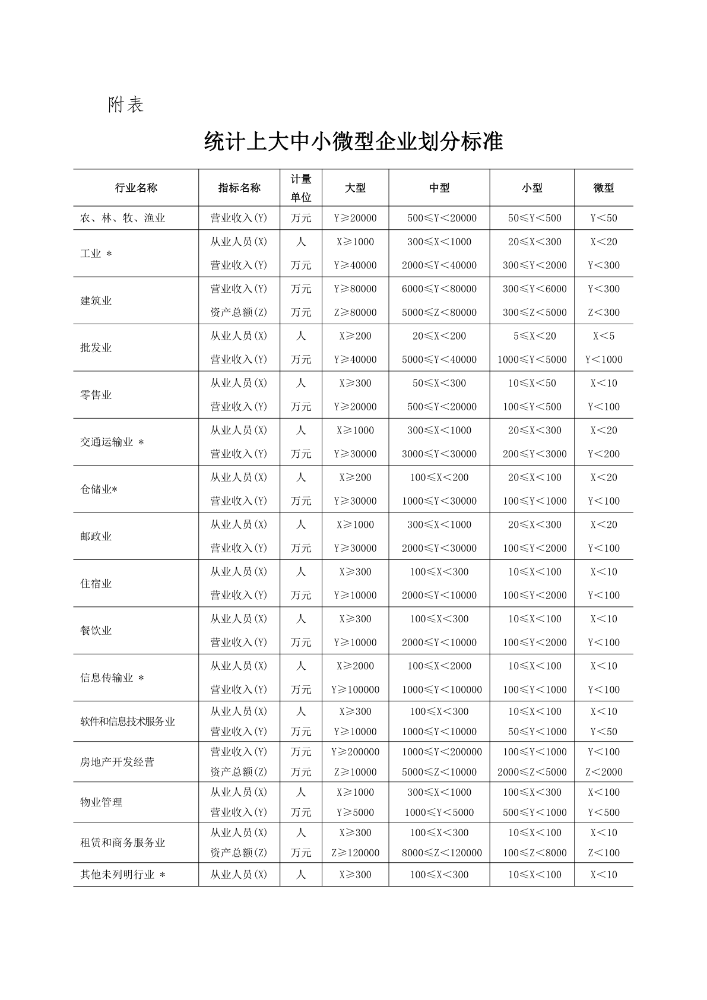 附表
统计上大中小微型企业划分标准
行业名称 指标名称 计量单位 大型 中型 小型 微型
农、林、牧、渔业 营业收入(Y) 万元 Y≥20000 500≤Y＜20000 50≤Y＜500 Y＜50
工业 * 从业人员(X) 人 X≥1000 300≤X＜1000 20≤X＜300 X＜20
营业收入(Y) 万元 Y≥40000 2000≤Y＜40000 300≤Y＜2000 Y＜300
建筑业 营业收入(Y) 万元 Y≥80000 6000≤Y＜80000 300≤Y＜6000 Y＜300
资产总额(Z) 万元 Z≥80000 5000≤Z＜80000 300≤Z＜5000 Z＜300
批发业 从业人员(X) 人 X≥200 20≤X＜200 5≤X＜20 X＜5
营业收入(Y) 万元 Y≥40000 5000≤Y＜40000 1000≤Y＜5000 Y＜1000
零售业 从业人员(X) 人 X≥300 50≤X＜300 10≤X＜50 X＜10
营业收入(Y) 万元 Y≥20000 500≤Y＜20000 100≤Y＜500 Y＜100
交通运输业 * 从业人员(X) 人 X≥1000 300≤X＜1000 20≤X＜300 X＜20
营业收入(Y) 万元 Y≥30000 3000≤Y＜30000 200≤Y＜3000 Y＜200
仓储业* 从业人员(X) 人 X≥200 100≤X＜200 20≤X＜100 X＜20
营业收入(Y) 万元 Y≥30000 1000≤Y＜30000 100≤Y＜1000 Y＜100
邮政业 从业人员(X) 人 X≥1000 300≤X＜1000 20≤X＜300 X＜20
营业收入(Y) 万元 Y≥30000 2000≤Y＜30000 100≤Y＜2000 Y＜100
住宿业 从业人员(X) 人 X≥300 100≤X＜300 10≤X＜100 X＜10
营业收入(Y) 万元 Y≥10000 2000≤Y＜10000 100≤Y＜2000 Y＜100
餐饮业 从业人员(X) 人 X≥300 100≤X＜300 10≤X＜100 X＜10
营业收入(Y) 万元 Y≥10000 2000≤Y＜10000 100≤Y＜2000 Y＜100
信息传输业 * 从业人员(X) 人 X≥2000 100≤X＜2000 10≤X＜100 X＜10
营业收入(Y) 万元 Y≥100000 1000≤Y＜100000 100≤Y＜1000 Y＜100
软件和信息技术服务业 从业人员(X) 人 X≥300 100≤X＜300 10≤X＜100 X＜10
营业收入(Y) 万元 Y≥10000 1000≤Y＜10000 50≤Y＜1000 Y＜50
房地产开发经营 营业收入(Y) 万元 Y≥200000 1000≤Y＜200000 100≤Y＜1000 Y＜100
资产总额(Z) 万元 Z≥10000 5000≤Z＜10000 2000≤Z＜5000 Z＜2000
物业管理 从业人员(X) 人 X≥1000 300≤X＜1000 100≤X＜300 X＜100
营业收入(Y) 万元 Y≥5000 1000≤Y＜5000 500≤Y＜1000 Y＜500
租赁和商务服务业 从业人员(X) 人 X≥300 100≤X＜300 10≤X＜100 X＜10
资产总额(Z) 万元 Z≥120000 8000≤Z＜120000 100≤Z＜8000 Z＜100
其他未列明行业 * 从业人员(X) 人 X≥300 100≤X＜300 10≤X＜100 X＜10